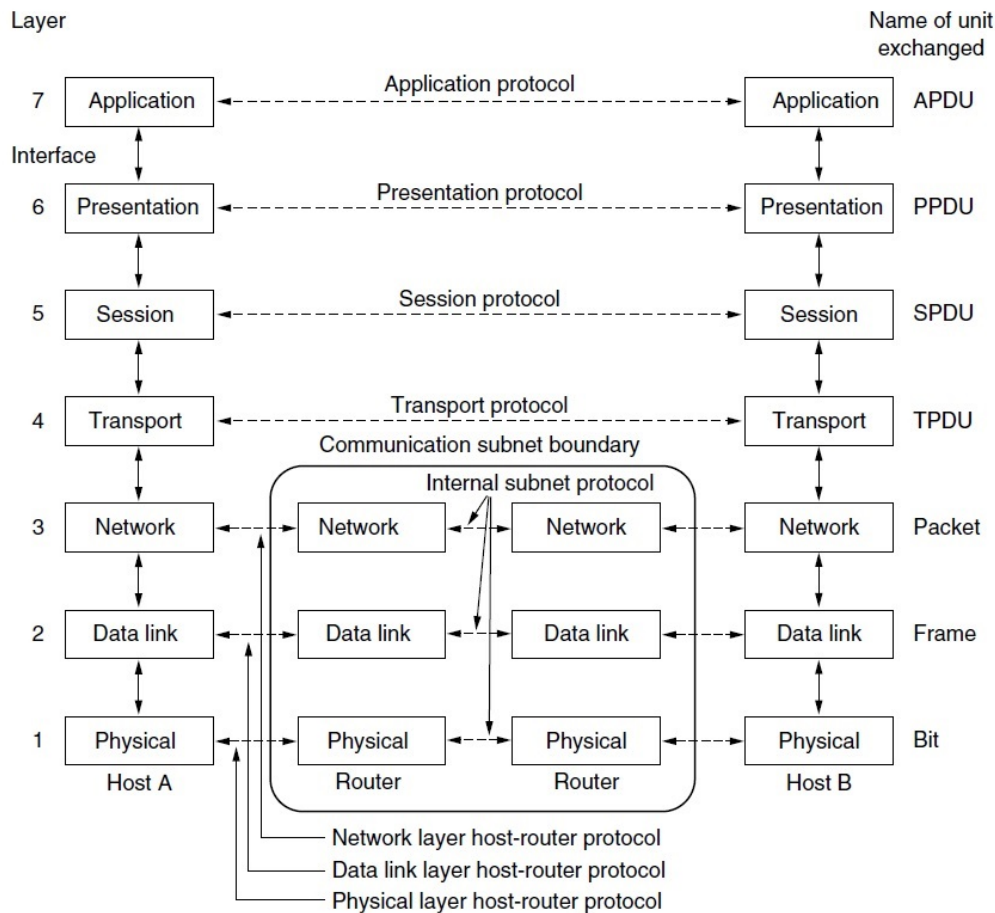 Layer
Name of unit
exchanged
Application protocol
7 Application Application APDU
Interface
Presentation protocol
6 Presentation Presentation PPDU
Session protocol
5 Session Session SPDU
Transport protocol
4 Transport Transport TPDU
Communication subnet boundary
Internal subnet protocol
3 Network Network Network Network Packet
2 Data link Data link Data link Data link Frame
1 Physical Physical Physical Physical Bit
Host A Router Router Host B
Network layer host-router protocol
Data link layer host-router protocol
Physical layer host-router protocol